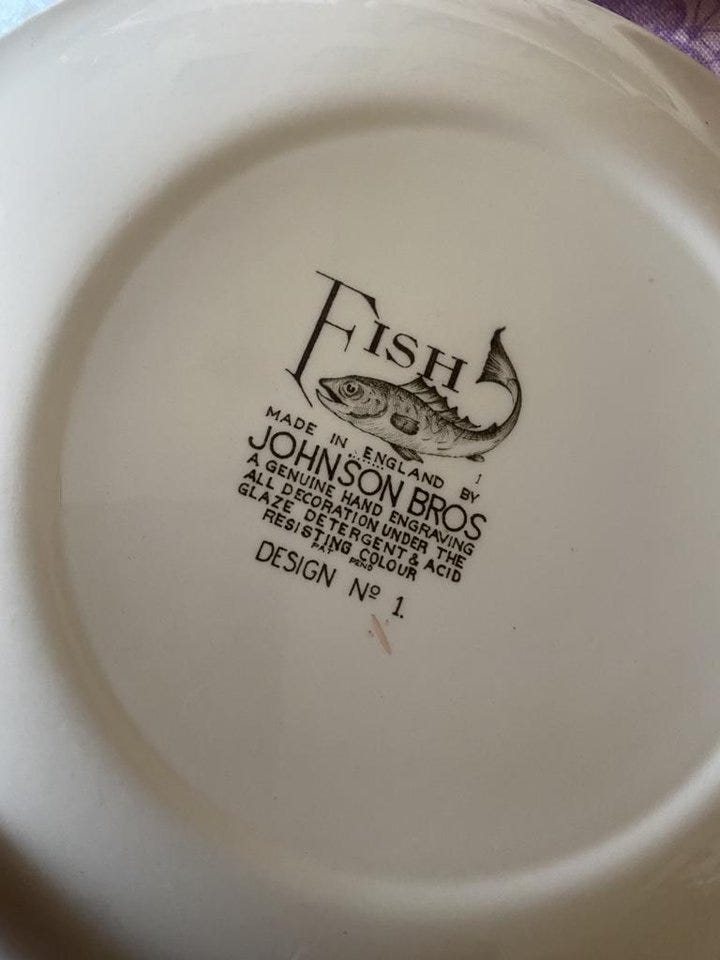 FISH
MADE IN ENGLAND BY
JOHNSON BROS
A GENUINE HAND ENGRAVING
ALL DECORATION UNDER THE
GLAZE DETERGENT & ACID
RESISTING COLOUR
PAT PEND
DESIGN Nº 1.
1